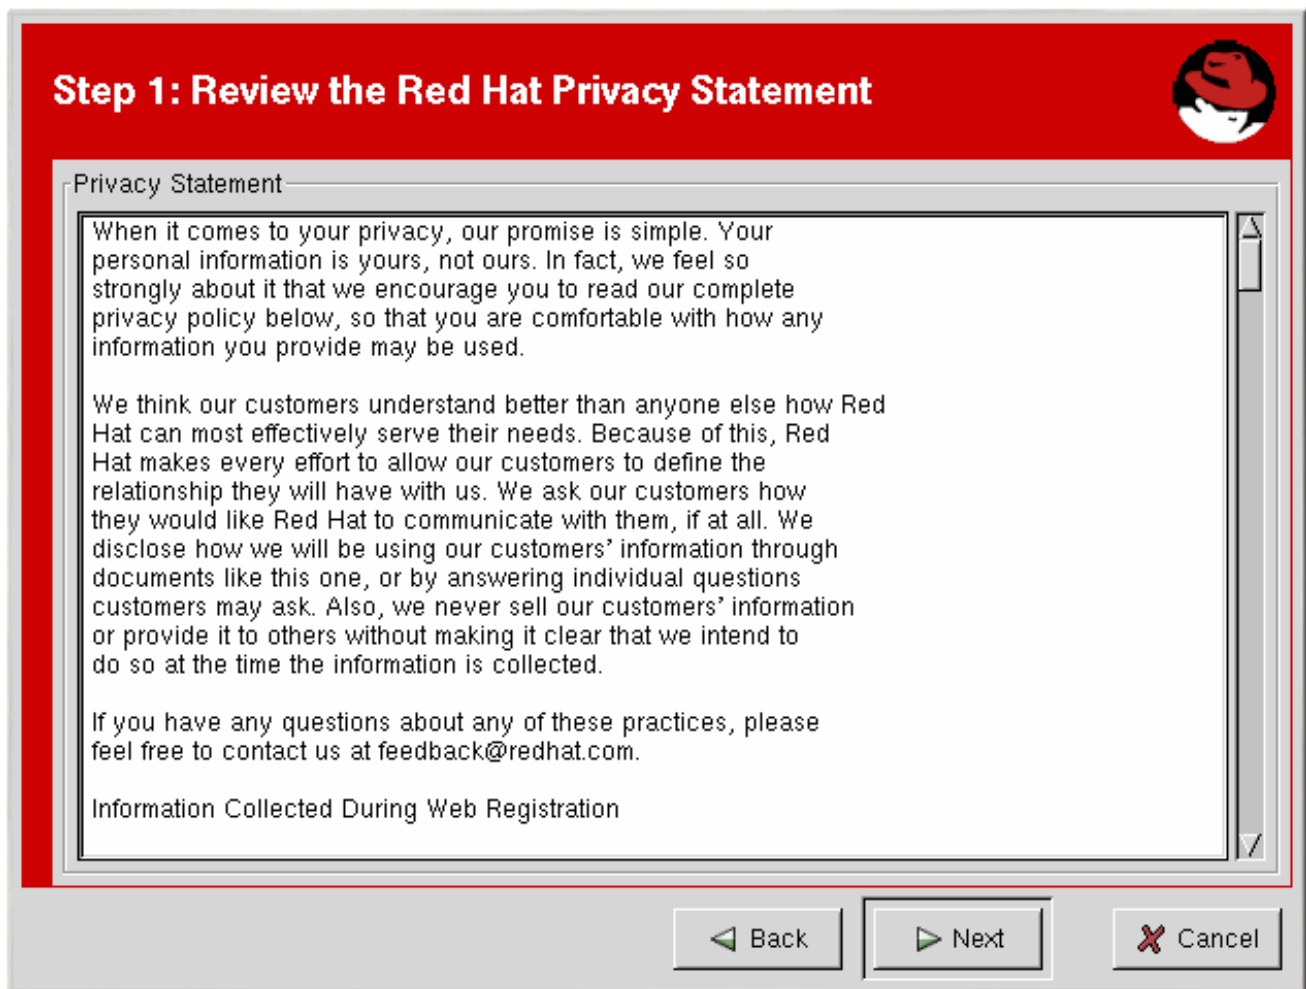 Step 1: Review the Red Hat Privacy Statement
Privacy Statement
When it comes to your privacy, our promise is simple. Your
personal information is yours, not ours. In fact, we feel so
strongly about it that we encourage you to read our complete
privacy policy below, so that you are comfortable with how any
information you provide may be used.
We think our customers understand better than anyone else how Red
Hat can most effectively serve their needs. Because of this, Red
Hat makes every effort to allow our customers to define the
relationship they will have with us. We ask our customers how
they would like Red Hat to communicate with them, if at all. We
disclose how we will be using our customers’ information through
documents like this one, or by answering individual questions
customers may ask. Also, we never sell our customers’ information
or provide it to others without making it clear that we intend to
do so at the time the information is collected.
If you have any questions about any of these practices, please
feel free to contact us at feedback@redhat.com.
Information Collected During Web Registration
Back
Next
Cancel